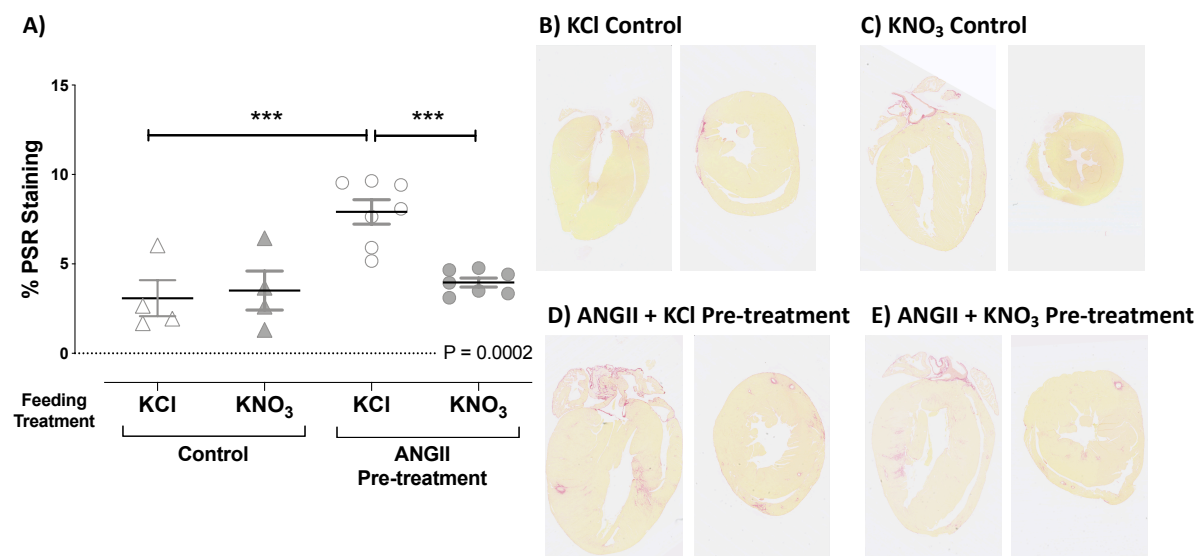 A)
B) KCl Control
C) KNO₃ Control
15
10
5
0
% PSR Staining
***
***
P = 0.0002
D) ANGII + KCl Pre-treatment
E) ANGII + KNO₃ Pre-treatment
Feeding
Treatment
KCl
KNO₃
KCl
KNO₃
Control
ANGII
Pre-treatment